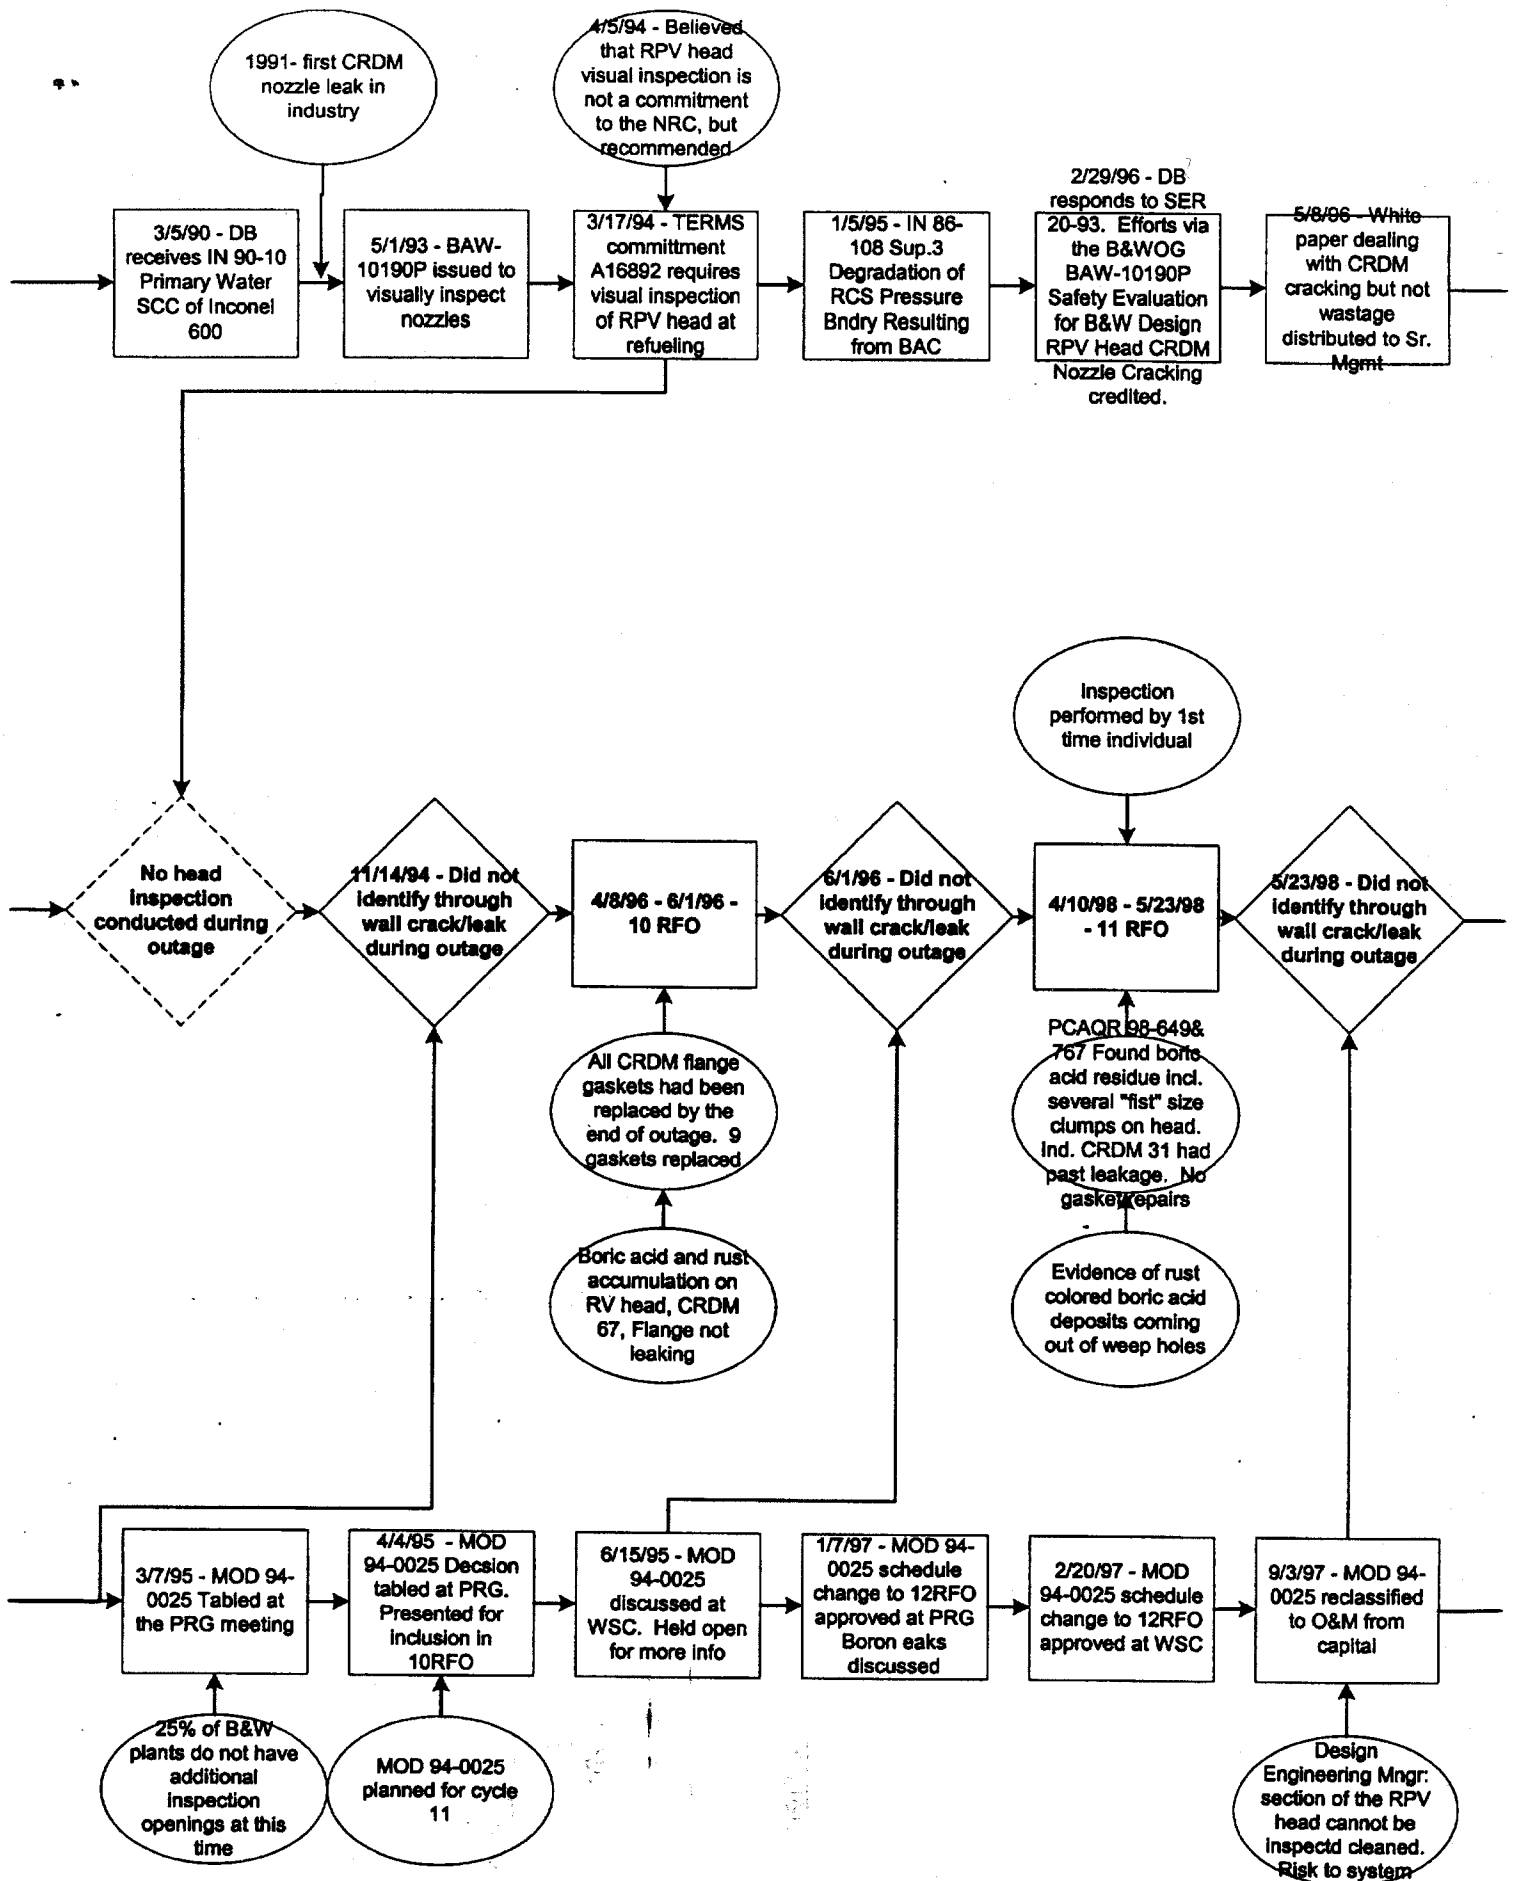 1991- first CRDM
nozzle leak in
industry
4/5/94 - Believed
that RPV head
visual inspection is
not a commitment
to the NRC, but
recommended
3/5/90 - DB
receives IN 90-10
Primary Water
SCC of Inconel
600
5/1/93 - BAW-
10190P issued to
visually inspect
nozzles
3/17/94 - TERMS
committment
A16892 requires
visual inspection
of RPV head at
refueling
1/5/95 - IN 86-
108 Sup.3
Degradation of
RCS Pressure
Bndry Resulting
from BAC
2/29/96 - DB
responds to SER
20-93. Efforts via
the B&WOG
BAW-10190P
Safety Evaluation
for B&W Design
RPV Head CRDM
Nozzle Cracking
credited.
5/8/96 - White
paper dealing
with CRDM
cracking but not
wastage
distributed to Sr.
Mgmt
Inspection
performed by 1st
time individual
No head
inspection
conducted during
outage
11/14/94 - Did not
identify through
wall crack/leak
during outage
4/8/96 - 6/1/96 -
10 RFO
6/1/96 - Did not
identify through
wall crack/leak
during outage
4/10/98 - 5/23/98
- 11 RFO
5/23/98 - Did not
identify through
wall crack/leak
during outage
All CRDM flange
gaskets had been
replaced by the
end of outage. 9
gaskets replaced
PCAQR 98-649&
767 Found boric
acid residue incl.
several "fist" size
clumps on head.
Ind. CRDM 31 had
past leakage. No
gasket repairs
Boric acid and rust
accumulation on
RV head, CRDM
67, Flange not
leaking
Evidence of rust
colored boric acid
deposits coming
out of weep holes
3/7/95 - MOD 94-
0025 Tabled at
the PRG meeting
4/4/95 - MOD
94-0025 Decsion
tabled at PRG.
Presented for
inclusion in
10RFO
6/15/95 - MOD
94-0025
discussed at
WSC. Held open
for more info
1/7/97 - MOD 94-
0025 schedule
change to 12RFO
approved at PRG
Boron eaks
discussed
2/20/97 - MOD
94-0025 schedule
change to 12RFO
approved at WSC
9/3/97 - MOD 94-
0025 reclassified
to O&M from
capital
25% of B&W
plants do not have
additional
inspection
openings at this
time
MOD 94-0025
planned for cycle
11
Design
Engineering Mngr:
section of the RPV
head cannot be
inspectd cleaned.
Risk to system